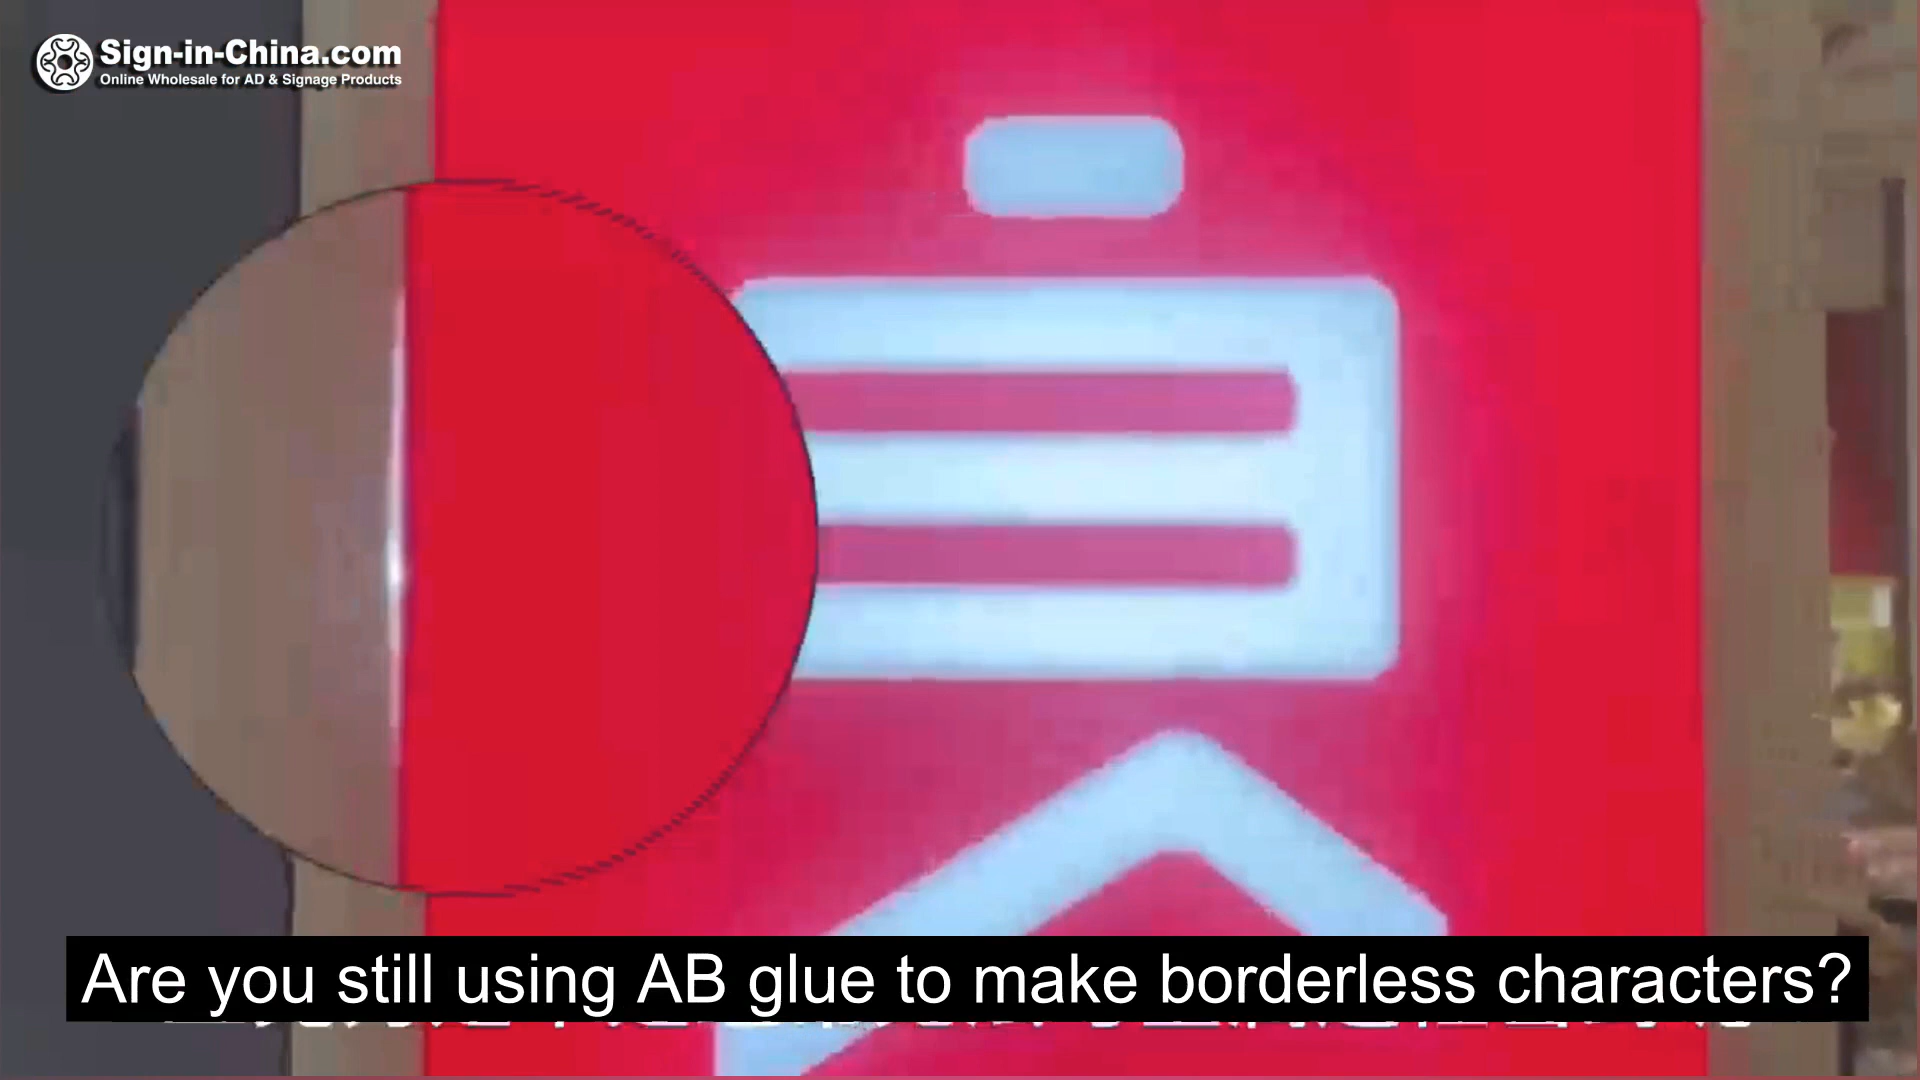 Sign-in-China.com
Online Wholesale for AD & Signage Products
Are you still using AB glue to make borderless characters?